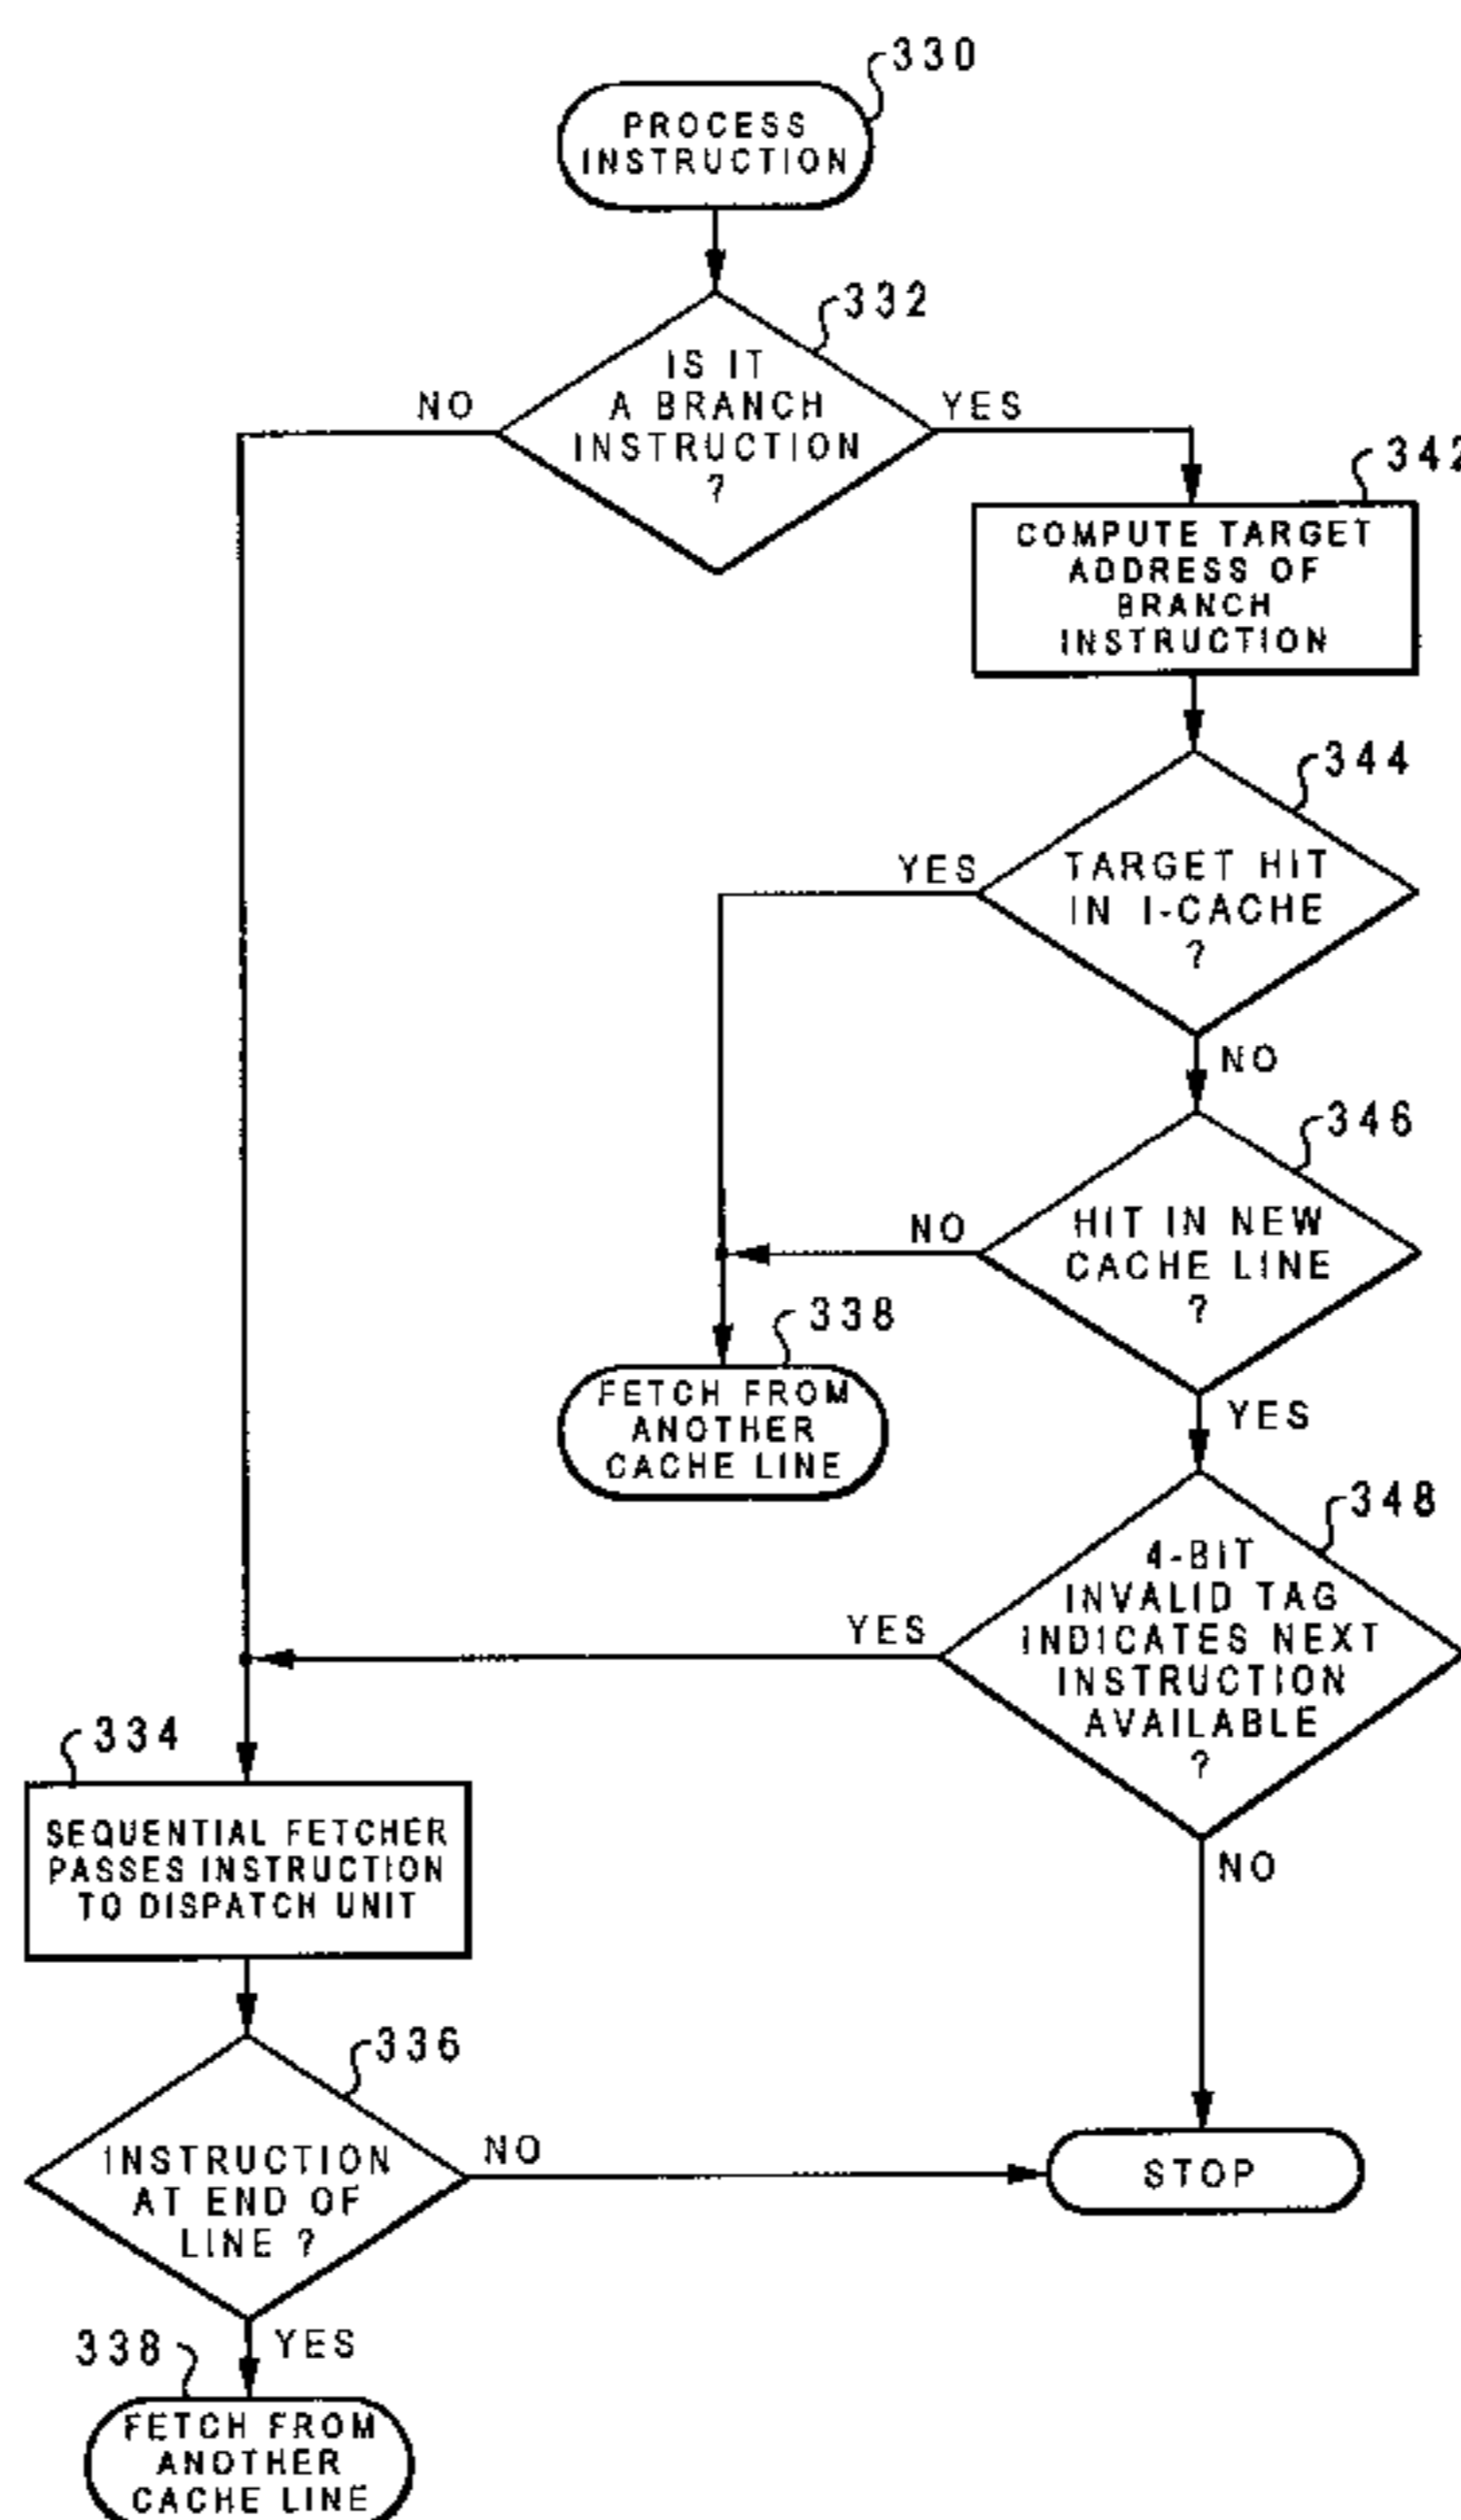 330
PROCESS
INSTRUCTION
332
IS IT
A BRANCH
INSTRUCTION
?
NO
YES
342
COMPUTE TARGET
ADDRESS OF
BRANCH
INSTRUCTION
344
TARGET HIT
IN I-CACHE
?
YES
NO
346
HIT IN NEW
CACHE LINE
?
NO
YES
338
FETCH FROM
ANOTHER
CACHE LINE
348
4-BIT
INVALID TAG
INDICATES NEXT
INSTRUCTION
AVAILABLE
?
YES
NO
334
SEQUENTIAL FETCHER
PASSES INSTRUCTION
TO DISPATCH UNIT
336
INSTRUCTION
AT END OF
LINE ?
NO
STOP
YES
338
FETCH FROM
ANOTHER
CACHE LINE